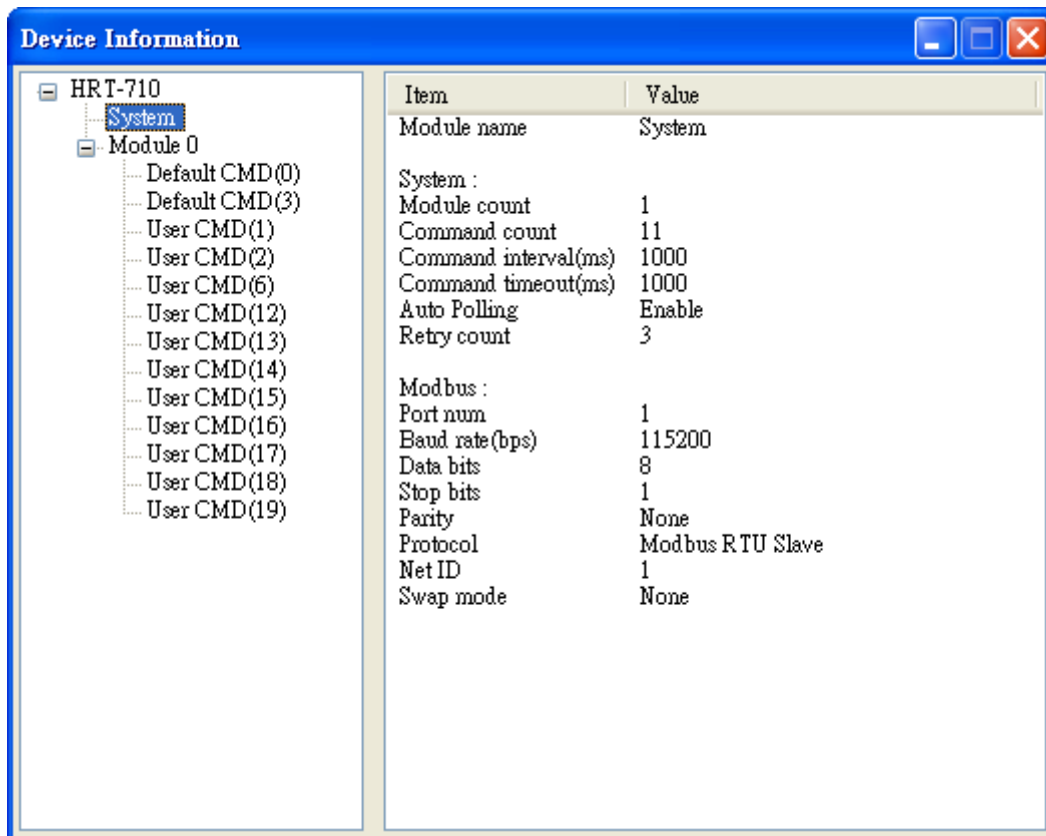 Device Information
HRT-710
System
Module 0
Default CMD(0)
Default CMD(3)
User CMD(1)
User CMD(2)
User CMD(6)
User CMD(12)
User CMD(13)
User CMD(14)
User CMD(15)
User CMD(16)
User CMD(17)
User CMD(18)
User CMD(19)
Item Value
Module name System
System :
Module count 1
Command count 11
Command interval(ms) 1000
Command timeout(ms) 1000
Auto Polling Enable
Retry count 3
Modbus :
Port num 1
Baud rate(bps) 115200
Data bits 8
Stop bits 1
Parity None
Protocol Modbus RTU Slave
Net ID 1
Swap mode None